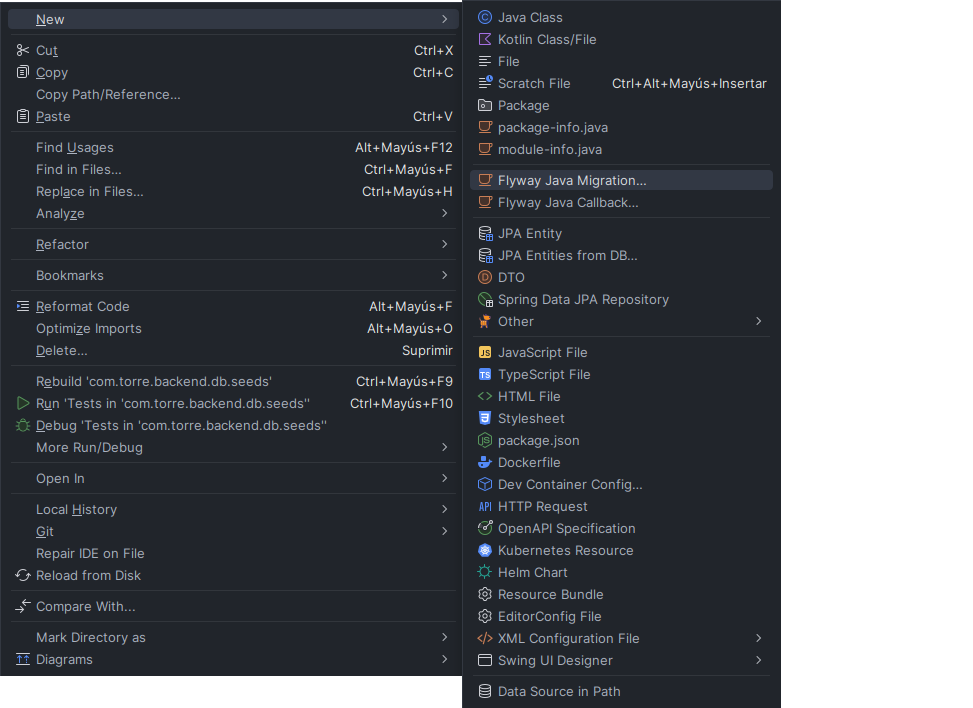 New
Cut Ctrl+X
Copy Ctrl+C
Copy Path/Reference...
Paste Ctrl+V
Find Usages Alt+Mayús+F12
Find in Files... Ctrl+Mayús+F
Replace in Files... Ctrl+Mayús+H
Analyze
Refactor
Bookmarks
Reformat Code Alt+Mayús+F
Optimize Imports Alt+Mayús+O
Delete... Suprimir
Rebuild 'com.torre.backend.db.seeds' Ctrl+Mayús+F9
Run 'Tests in 'com.torre.backend.db.seeds'' Ctrl+Mayús+F10
Debug 'Tests in 'com.torre.backend.db.seeds''
More Run/Debug
Open In
Local History
Git
Repair IDE on File
Reload from Disk
Compare With...
Mark Directory as
Diagrams
Java Class
Kotlin Class/File
File
Scratch File Ctrl+Alt+Mayús+Insertar
Package
package-info.java
module-info.java
Flyway Java Migration...
Flyway Java Callback...
JPA Entity
JPA Entities from DB...
DTO
Spring Data JPA Repository
Other
JS JavaScript File
TS TypeScript File
HTML File
Stylesheet
package.json
Dockerfile
Dev Container Config...
API HTTP Request
OpenAPI Specification
Kubernetes Resource
Helm Chart
Resource Bundle
EditorConfig File
XML Configuration File
Swing UI Designer
Data Source in Path